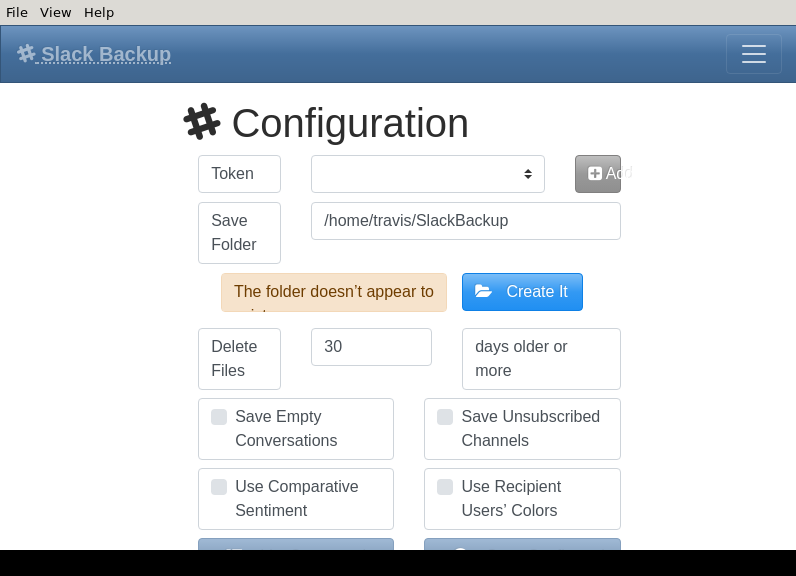 File View Help
Slack Backup
Configuration
Token
Add
Save
Folder
/home/travis/SlackBackup
The folder doesn’t appear to
Create It
Delete
Files
30
days older or
more
Save Empty
Conversations
Save Unsubscribed
Channels
Use Comparative
Sentiment
Use Recipient
Users’ Colors